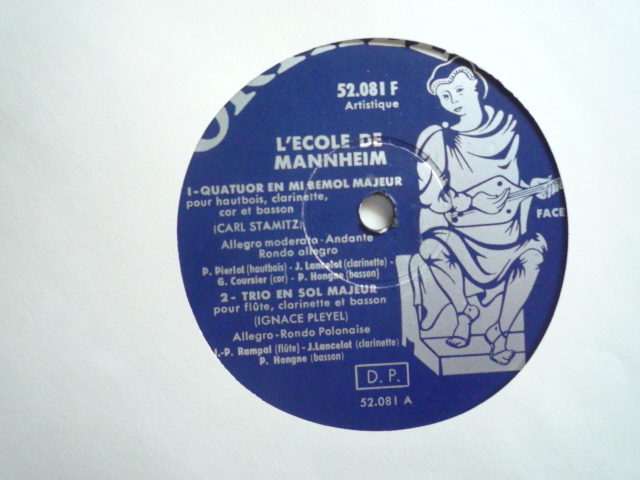 52.081 F
Artistique
L'ECOLE DE
MANNHEIM
1-QUATUOR EN MI BEMOL MAJEUR
pour hautbois, clarinette,
cor et basson
(CARL STAMITZ)
Allegro moderato - Andante
Rondo allegro
P. Pierlot (hautbois) - J. Lancelot (clarinette) -
G. Coursier (cor) - P. Hongne (basson)
2- TRIO EN SOL MAJEUR
pour flûte, clarinette et basson
(IGNACE PLEYEL)
Allegro-Rondo Polonaise
J.-P. Rampal (flûte) - J. Lancelot (clarinette)
P. Hongne (basson)
FACE
D. P.
52.081 A